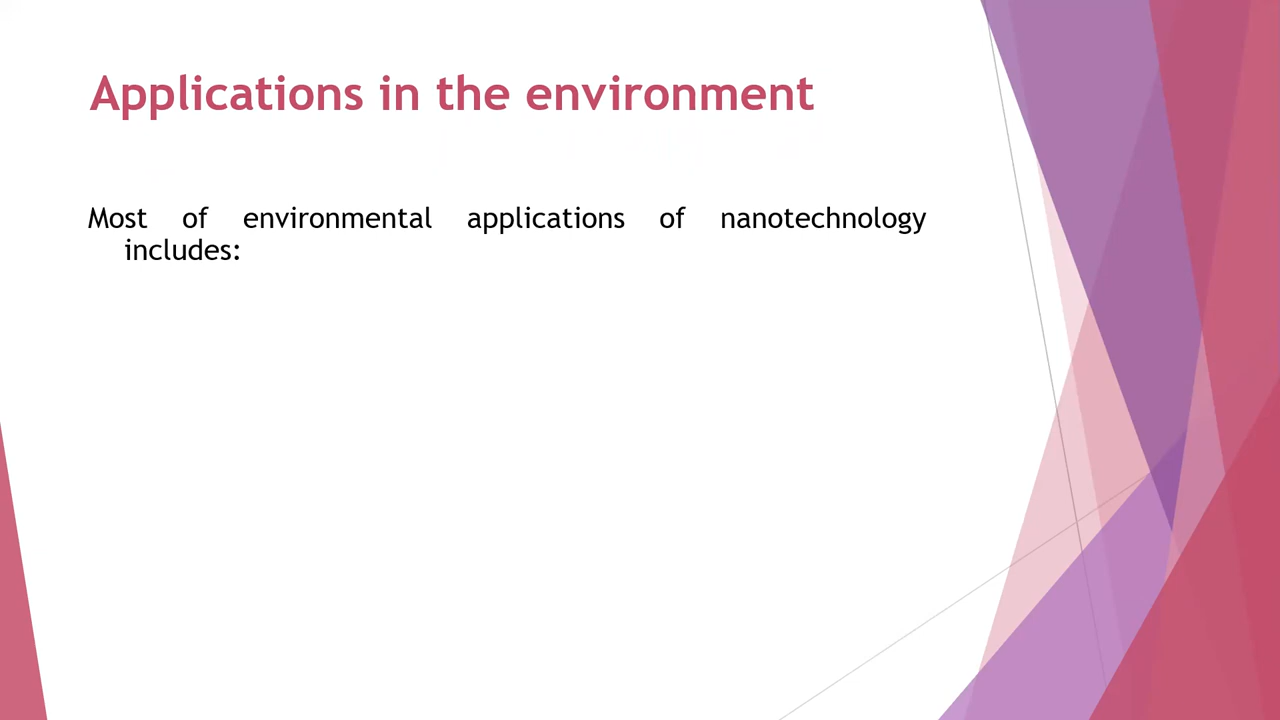 Applications in the environment
Most of environmental applications of nanotechnology
includes: